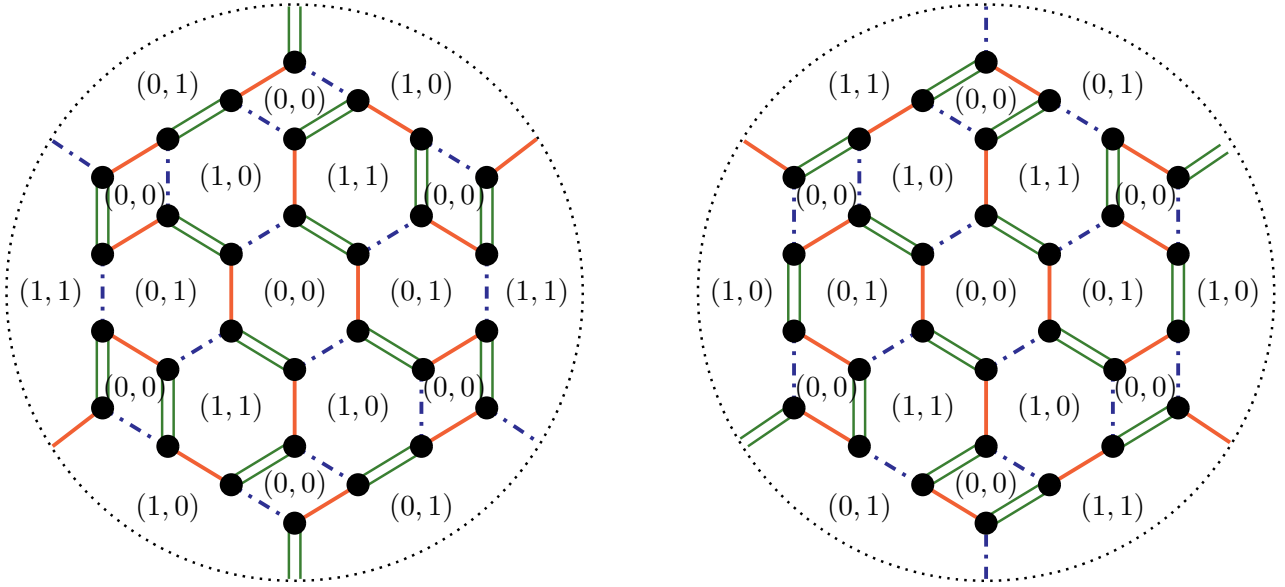 (0, 1) (0, 0) (1, 0)
(0, 0) (1, 0) (1, 1) (0, 0)
(1, 1) (0, 1) (0, 0) (0, 1) (1, 1)
(0, 0) (1, 1) (1, 0) (0, 0)
(1, 0) (0, 0) (0, 1)
(1, 1) (0, 0) (0, 1)
(0, 0) (1, 0) (1, 1) (0, 0)
(1, 0) (0, 1) (0, 0) (0, 1) (1, 0)
(0, 0) (1, 1) (1, 0) (0, 0)
(0, 1) (0, 0) (1, 1)